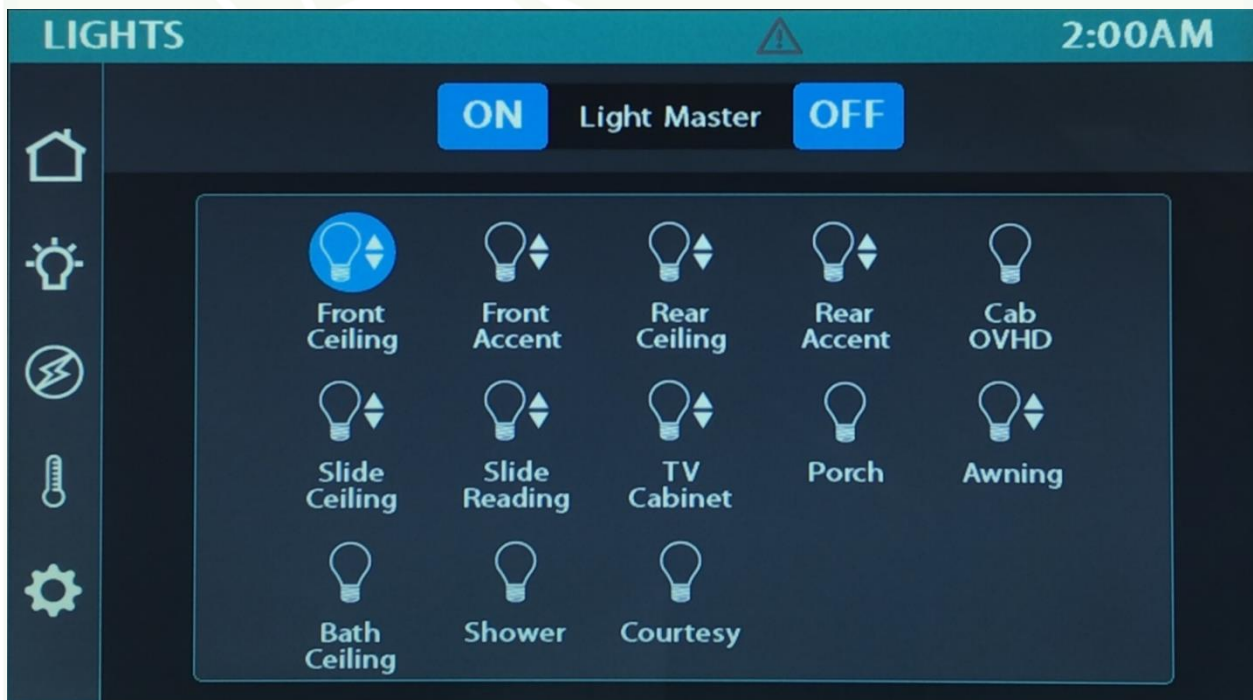 LIGHTS
2:00AM
ON
Light Master
OFF
Front
Ceiling
Front
Accent
Rear
Ceiling
Rear
Accent
Cab
OVHD
Slide
Ceiling
Slide
Reading
TV
Cabinet
Porch
Awning
Bath
Ceiling
Shower
Courtesy